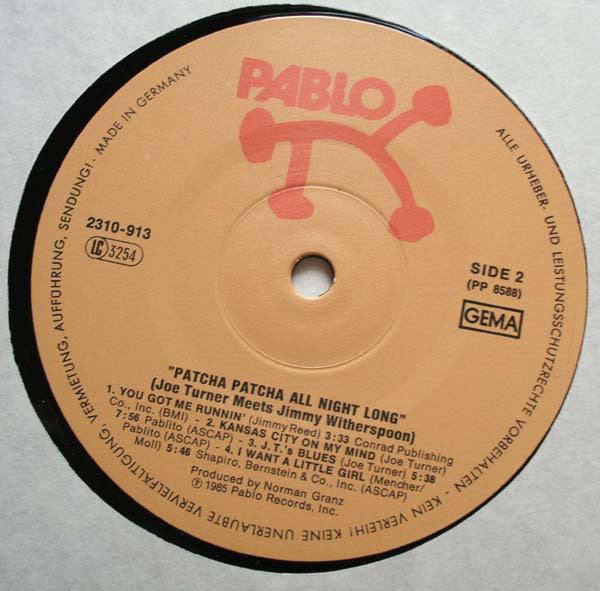 PABLO
2310-913
LC 3254
SIDE 2
(PP 8588)
GEMA
"PATCHA PATCHA ALL NIGHT LONG"
(Joe Turner Meets Jimmy Witherspoon)
1. YOU GOT ME RUNNIN' (Jimmy Reed) 3:33 Conrad Publishing
Co., Inc. (BMI) - 2. KANSAS CITY ON MY MIND (Joe Turner)
7:56 Pablito (ASCAP) - 3. J.T.'s BLUES (Joe Turner) 5:38
Pablito (ASCAP) - 4. I WANT A LITTLE GIRL (Mencher/
Moll) 5:46 Shapiro, Bernstein & Co., Inc. (ASCAP)
Produced by Norman Granz
℗ 1985 Pablo Records, Inc.
ALLE URHEBER- UND LEISTUNGSSCHUTZRECHTE VORBEHALTEN · KEIN VERLEIH! KEINE UNERLAUBTE VERVIELFÄLTIGUNG, VERMIETUNG, AUFFÜHRUNG, SENDUNG! · MADE IN GERMANY